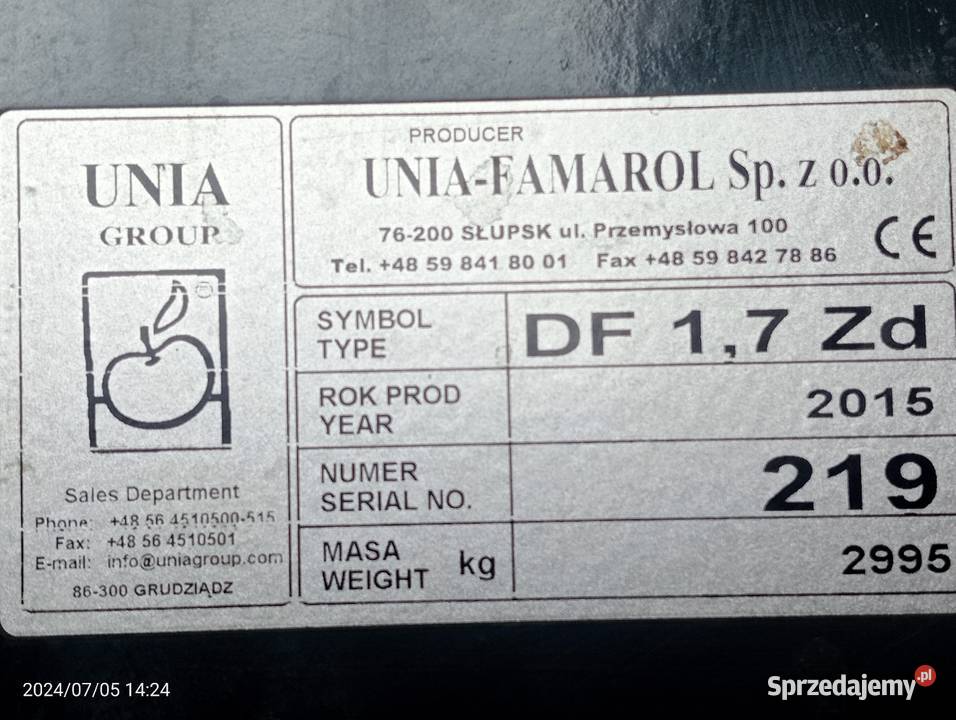 UNIA
GROUP
Sales Department
Phone: +48 56 4510500-515
Fax: +48 56 4510501
E-mail: info@uniagroup.com
86-300 GRUDZIĄDZ
PRODUCER
UNIA-FAMAROL Sp. z o.o.
76-200 SŁUPSK ul. Przemysłowa 100
Tel. +48 59 841 80 01 Fax +48 59 842 78 86
CE
SYMBOL
TYPE
DF 1,7 Zd
ROK PROD
YEAR
2015
NUMER
SERIAL NO.
219
MASA
WEIGHT kg
2995
2024/07/05 14:24
Sprzedajemy.pl